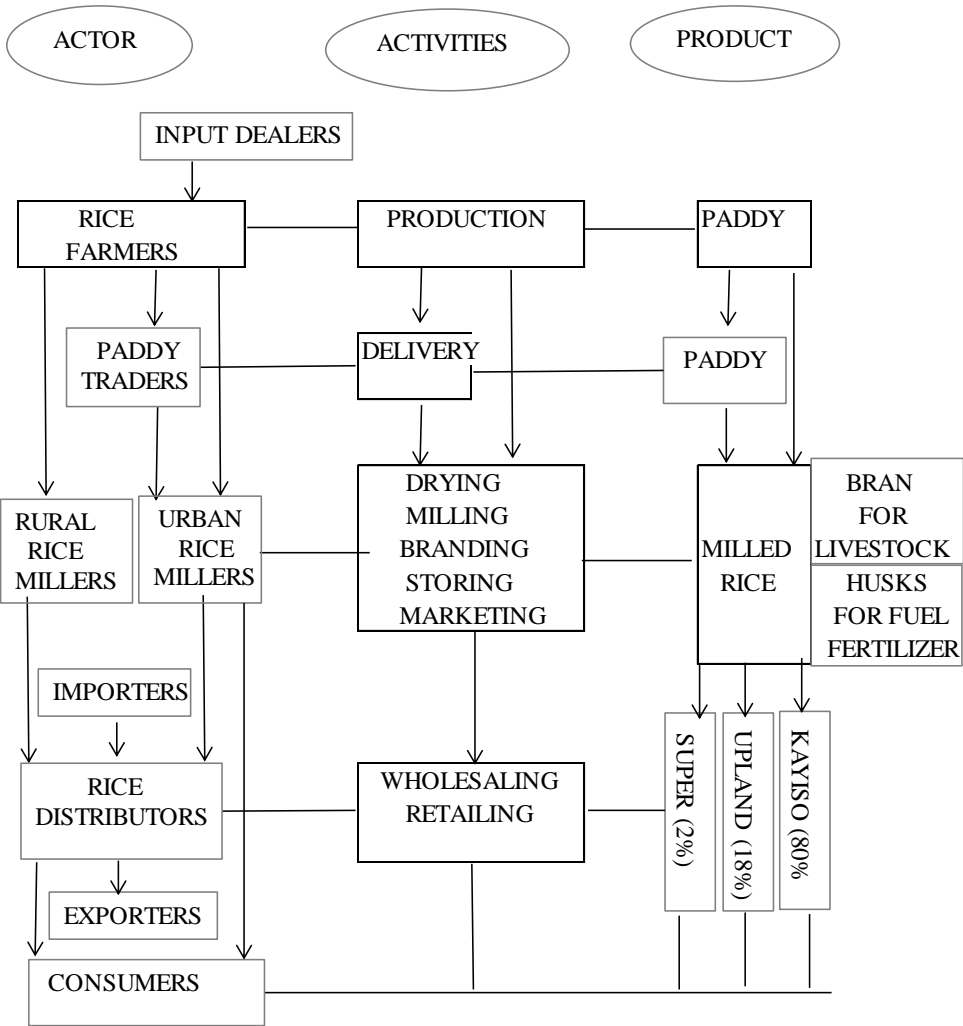 ACTOR
ACTIVITIES
PRODUCT
INPUT DEALERS
RICE
FARMERS
PRODUCTION
PADDY
PADDY
TRADERS
DELIVERY
PADDY
RURAL
RICE
MILLERS
URBAN
RICE
MILLERS
DRYING
MILLING
BRANDING
STORING
MARKETING
MILLED
RICE
BRAN
FOR
LIVESTOCK
HUSKS
FOR FUEL
FERTILIZER
IMPORTERS
RICE
DISTRIBUTORS
WHOLESALING
RETAILING
SUPER (2%)
UPLAND (18%)
KAYISO (80%
EXPORTERS
CONSUMERS